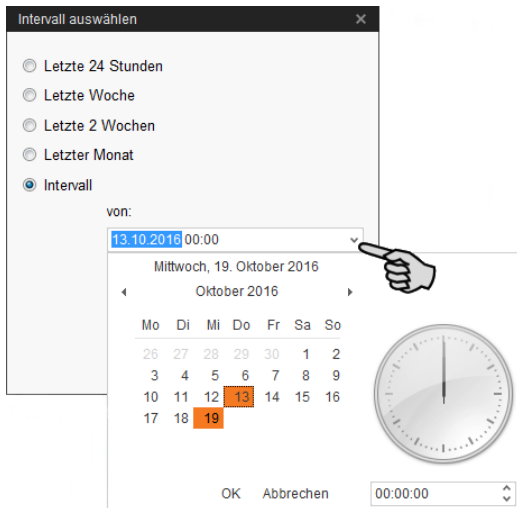 Intervall auswählen
Letzte 24 Stunden
Letzte Woche
Letzte 2 Wochen
Letzter Monat
Intervall
von:
13.10.2016 00:00
Mittwoch, 19. Oktober 2016
Oktober 2016
Mo Di Mi Do Fr Sa So
26 27 28 29 30 1 2
3 4 5 6 7 8 9
10 11 12 13 14 15 16
17 18 19
OK Abbrechen 00:00:00